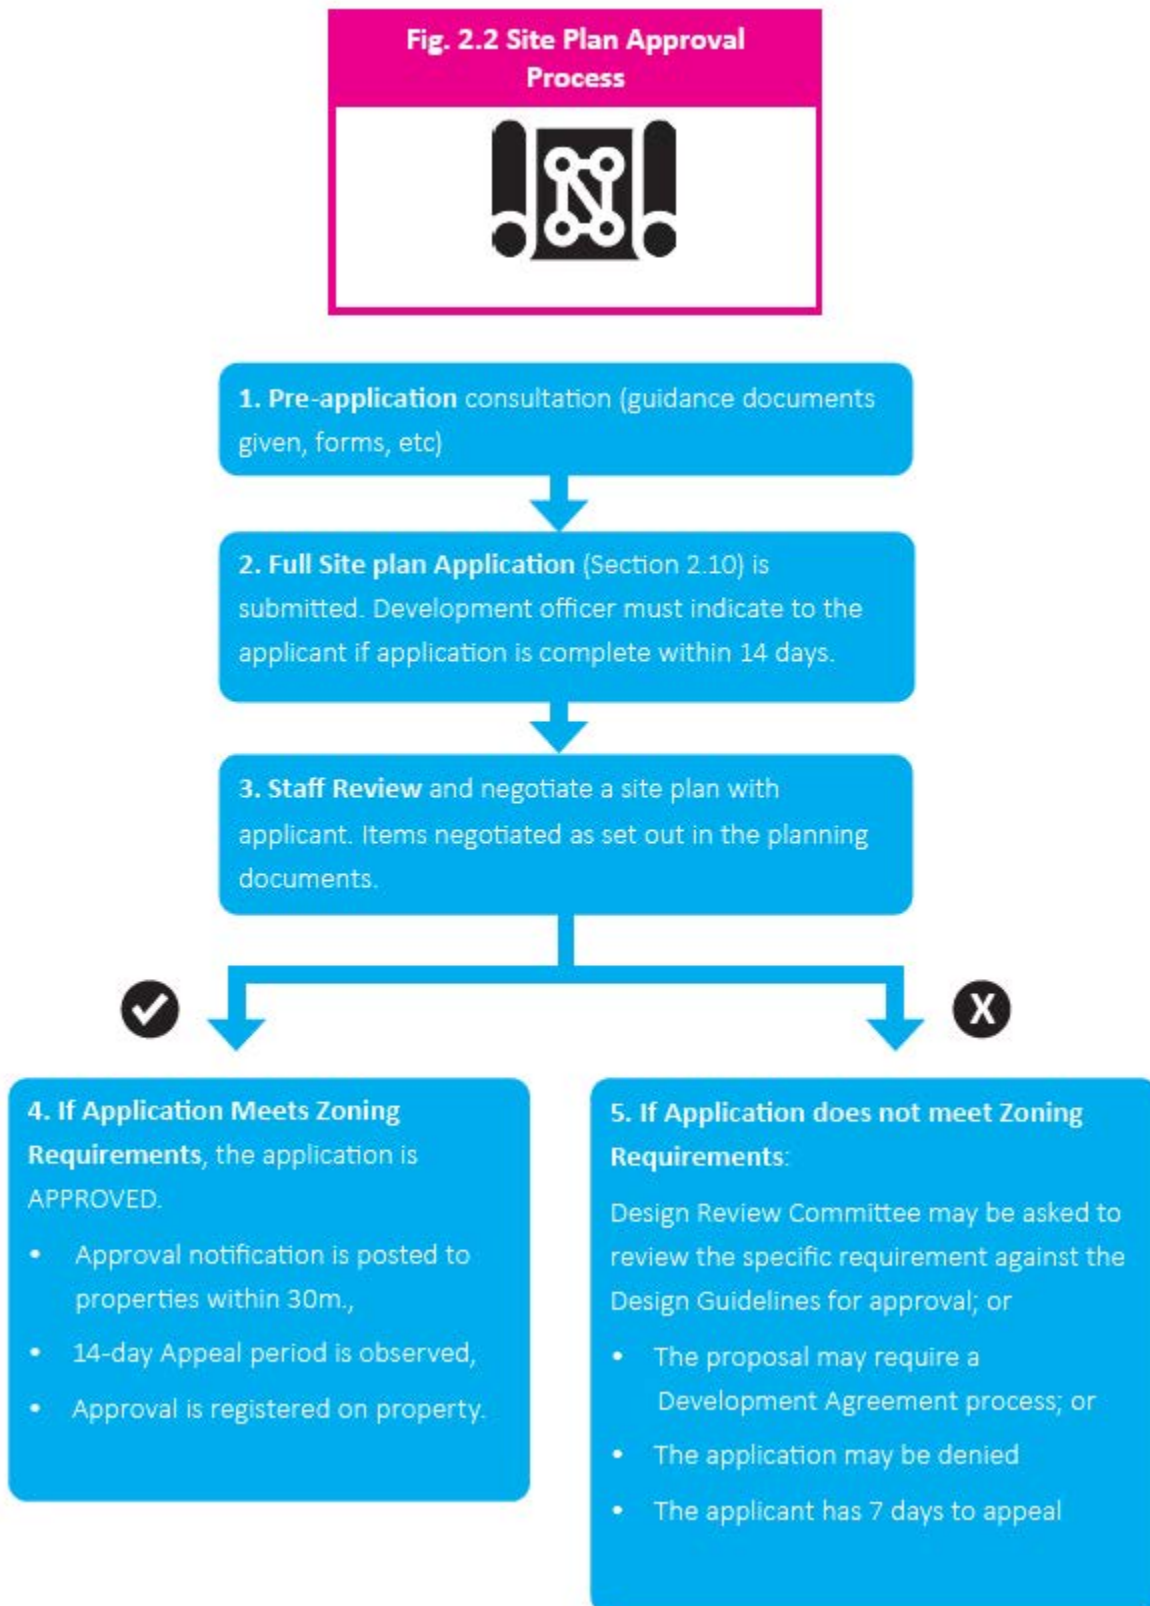 Fig. 2.2 Site Plan Approval
Process
1. Pre-application consultation (guidance documents
given, forms, etc)
2. Full Site plan Application (Section 2.10) is
submitted. Development officer must indicate to the
applicant if application is complete within 14 days.
3. Staff Review and negotiate a site plan with
applicant. Items negotiated as set out in the planning
documents.
X
4. If Application Meets Zoning
Requirements, the application is
APPROVED.
• Approval notification is posted to
properties within 30m.,
• 14-day Appeal period is observed,
• Approval is registered on property.
5. If Application does not meet Zoning
Requirements:
Design Review Committee may be asked to
review the specific requirement against the
Design Guidelines for approval; or
• The proposal may require a
Development Agreement process; or
• The application may be denied
• The applicant has 7 days to appeal